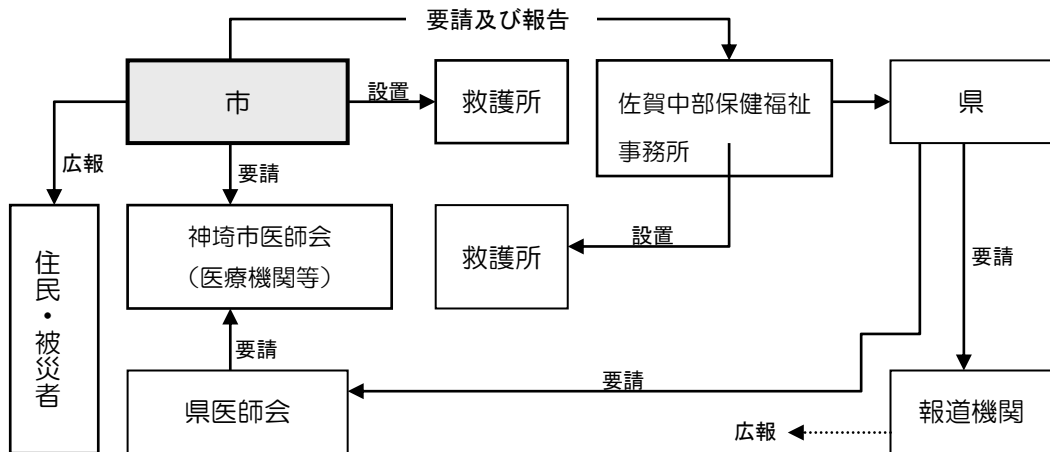 要請及び報告
市
設置
救護所
佐賀中部保健福祉
事務所
県
広報
要請
住民・被災者
神埼市医師会
（医療機関等）
救護所
設置
要請
要請
県医師会
要請
報道機関
広報